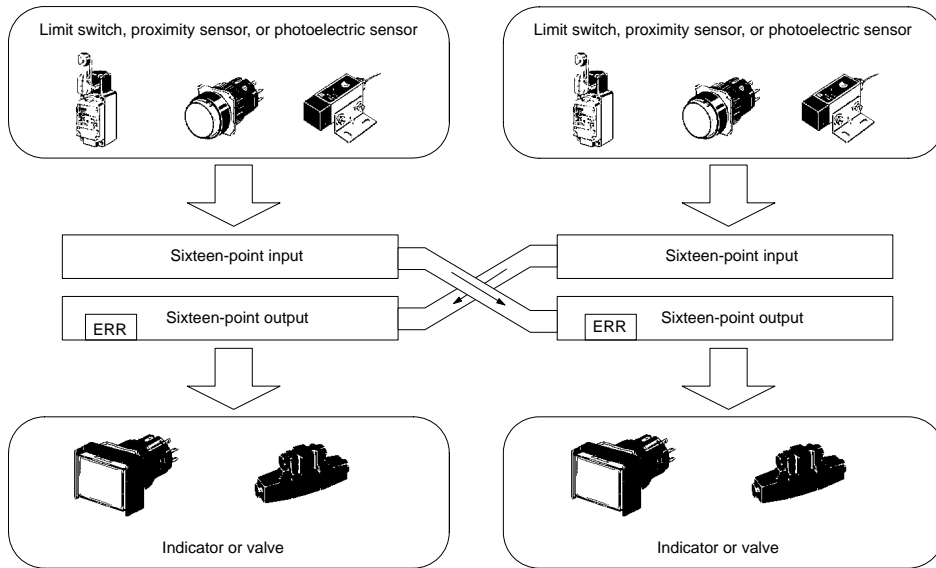 Limit switch, proximity sensor, or photoelectric sensor
Limit switch, proximity sensor, or photoelectric sensor
Sixteen-point input
Sixteen-point input
Sixteen-point output
ERR
Sixteen-point output
ERR
Indicator or valve
Indicator or valve